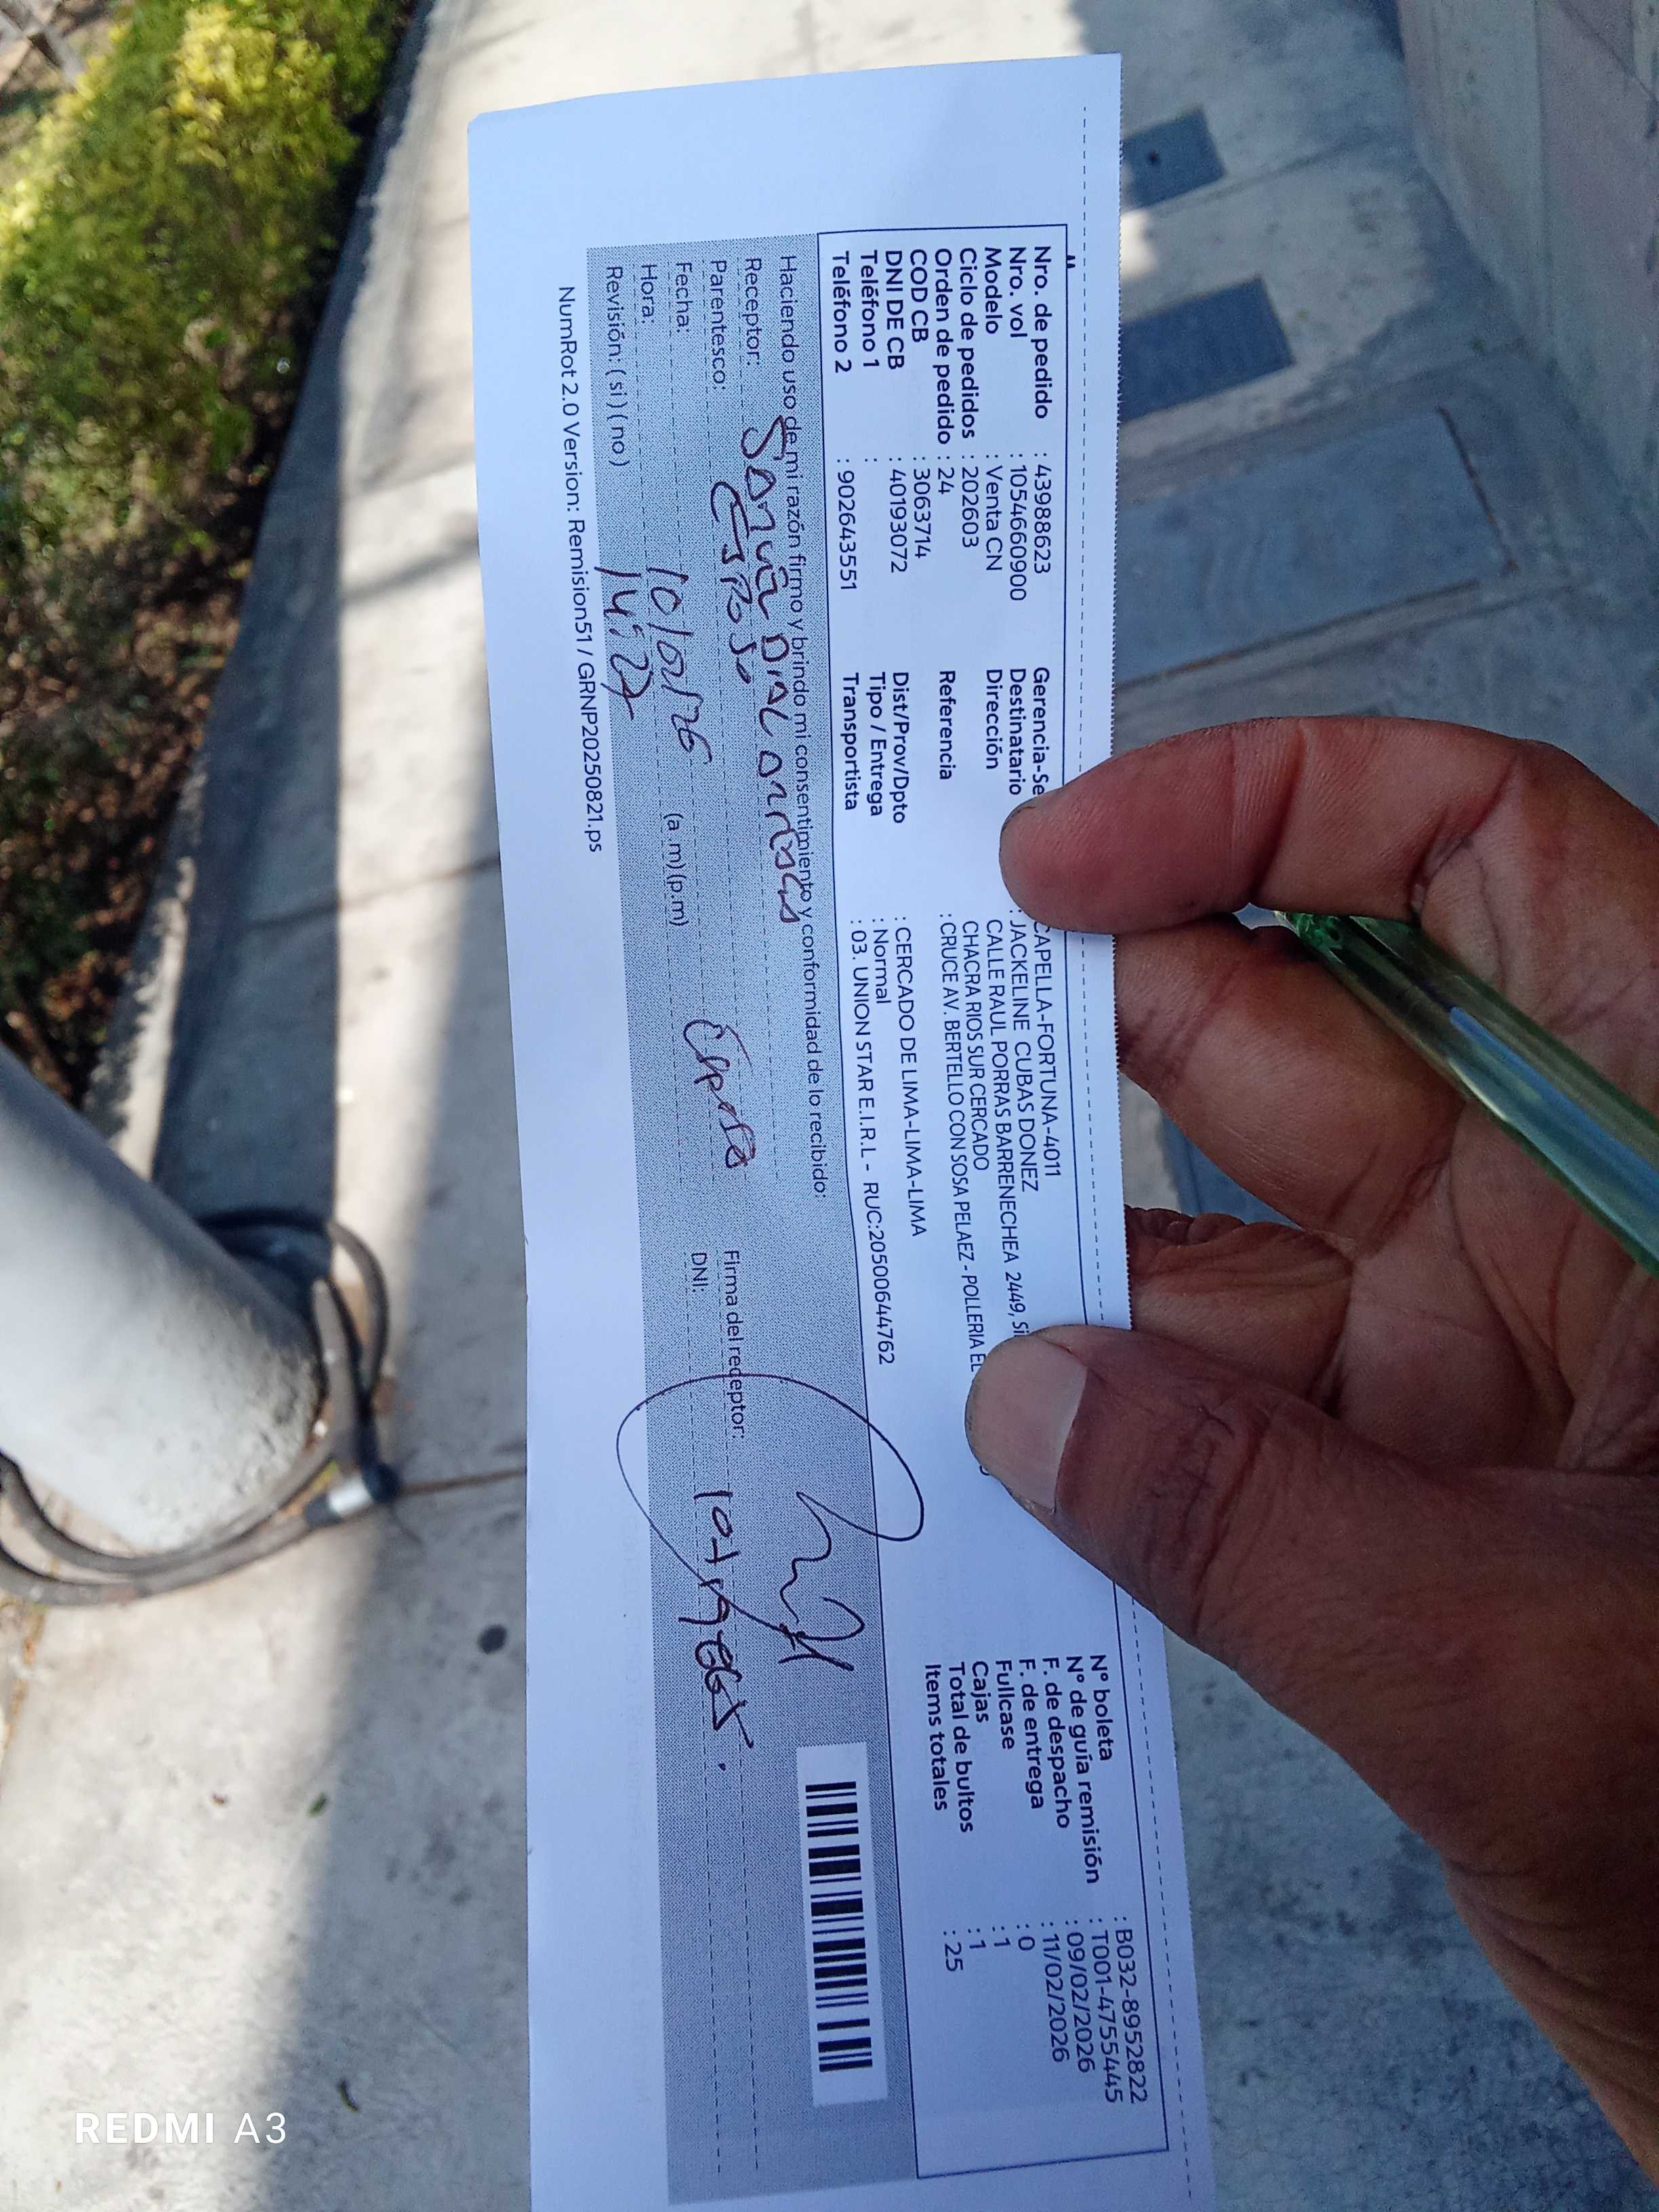 Nro. de pedido : 43988623
Nro. vol : 1054660900
Modelo : Venta CN
Ciclo de pedidos : 202603
Orden de pedido : 24
COD CB : 3063714
DNI DE CB : 40193072
Teléfono 1 :
Teléfono 2 : 902643551
Gerencia-Se CAPELLA-FORTUNA-4011
Destinatario : JACKELINE CUBAS DONEZ
Dirección CALLE RAUL PORRAS BARRENECHEA 2449,
CHACRA RIOS SUR CERCADO
Referencia : CRUCE AV. BERTELLO CON SOSA PELAEZ - POLLERIA EL
Dist/Prov/Dpto : CERCADO DE LIMA-LIMA-LIMA
Tipo / Entrega : Normal
Transportista : 03. UNION STAR E.I.R.L - RUC:20500644762
N° boleta : B032-8952822
N° de guía remisión : T001-47555445
F. de despacho : 09/02/2026
F. de entrega : 11/02/2026
Fullcase : 0
Cajas : 1
Total de bultos : 1
Items totales : 25
Haciendo uso de mi razón firmo y brindo mi consentimiento y conformidad de lo recibido:
Receptor:
Parentesco: Esposo
Fecha: 10/02/26
Hora: 14:27 (a.m) (p.m)
Revisión: ( si ) ( no )
Firma del receptor:
DNI:
NumRot 2.0 Version: Remision51 / GRNP20250821.ps
REDMI A3